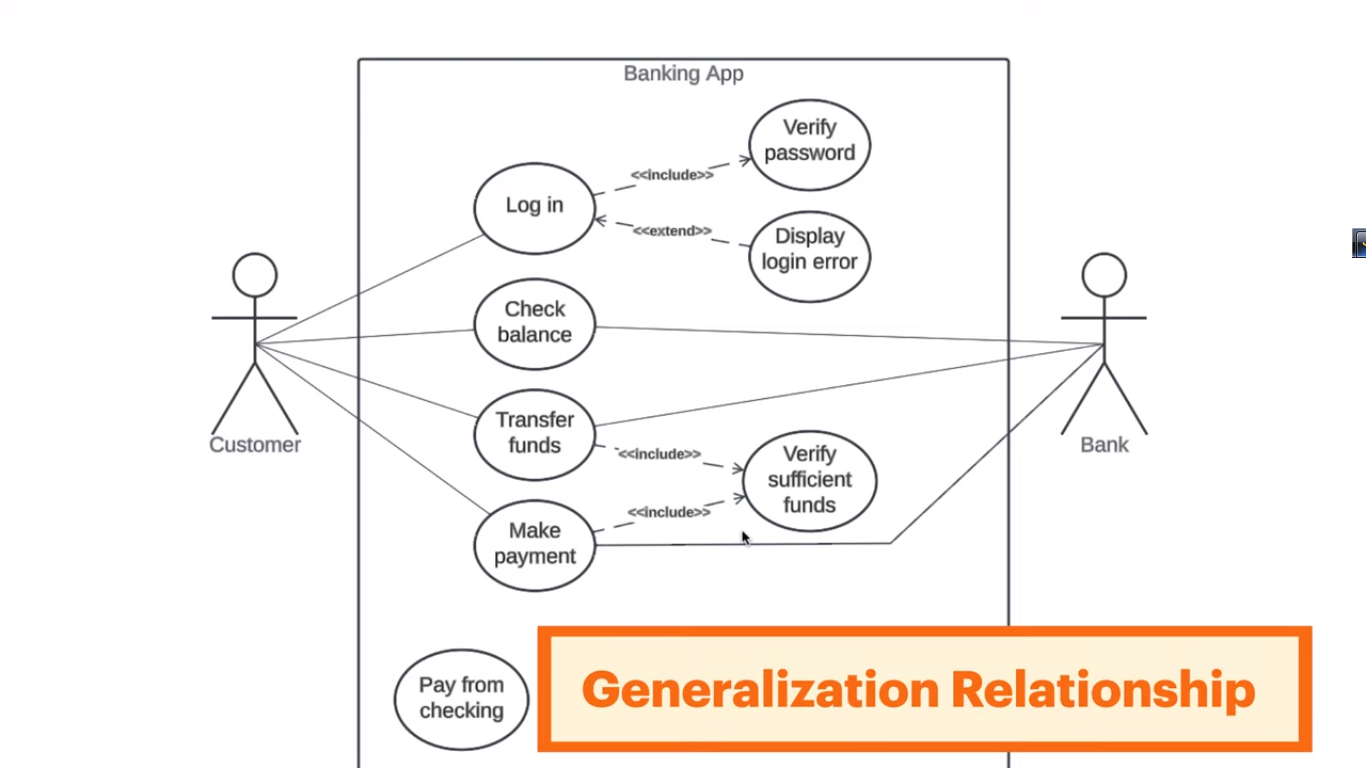 Banking App
Verify
password
<<include>>
Log in
<<extend>>
Display
login error
Check
balance
Transfer
funds
Customer
Bank
<<include>>
Verify
sufficient
funds
<<include>>
Make
payment
Pay from
checking
Generalization Relationship